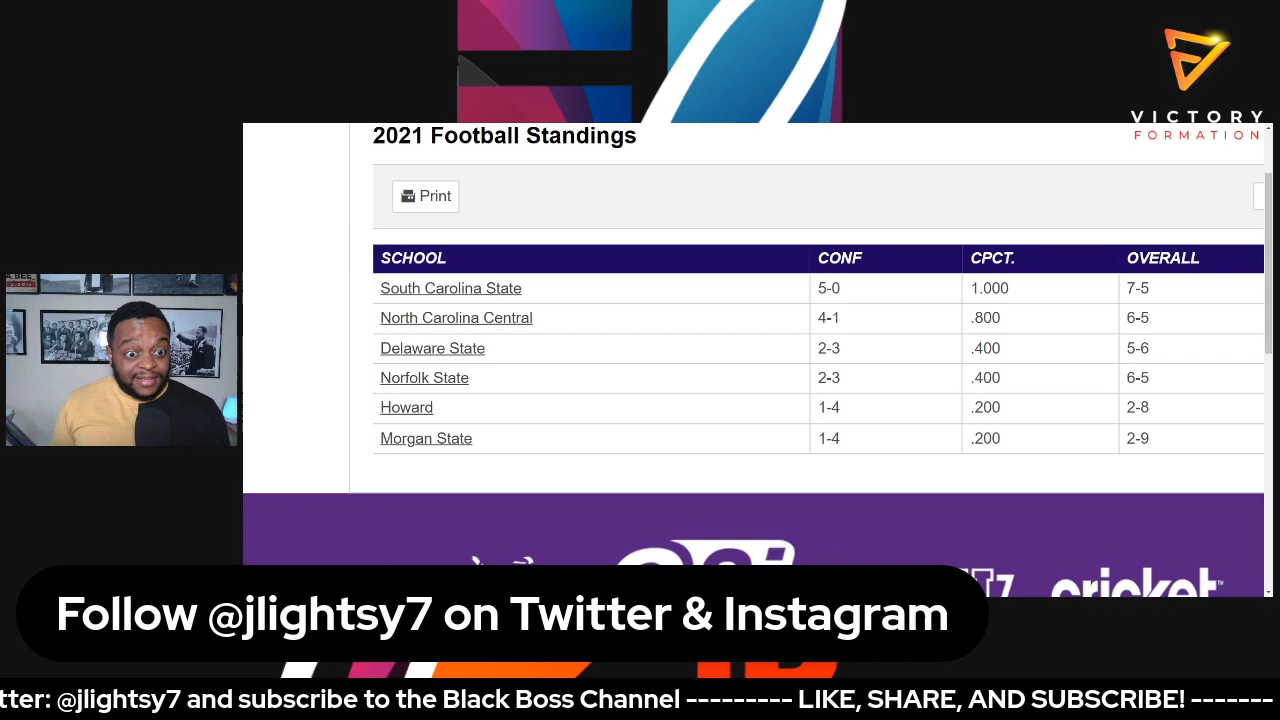 VICTORY
FORMATION
2021 Football Standings
Print
SCHOOL CONF CPCT. OVERALL
South Carolina State 5-0 1.000 7-5
North Carolina Central 4-1 .800 6-5
Delaware State 2-3 .400 5-6
Norfolk State 2-3 .400 6-5
Howard 1-4 .200 2-8
Morgan State 1-4 .200 2-9
cricket
Follow @jlightsy7 on Twitter & Instagram
tter: @jlightsy7 and subscribe to the Black Boss Channel --------- LIKE, SHARE, AND SUBSCRIBE! -------